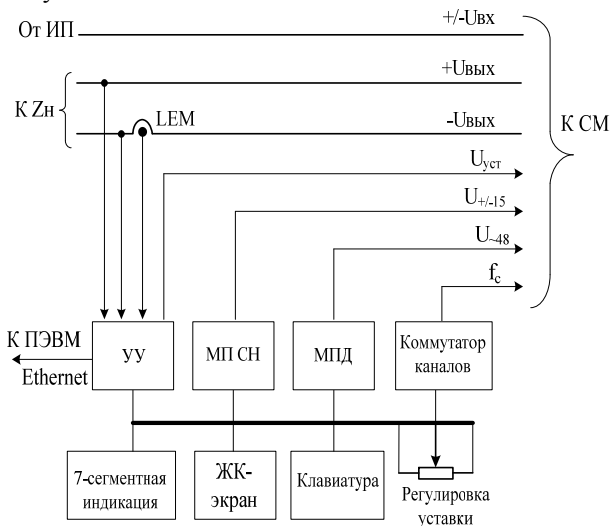 От ИП
+/-Uвх
+Uвых
К Zн
LEM
-Uвых
К СМ
Uуст
U+/-15
U~48
fc
К ПЭВМ
Ethernet
УУ
МП СН
МПД
Коммутатор
каналов
7-сегментная
индикация
ЖК-
экран
Клавиатура
Регулировка
уставки